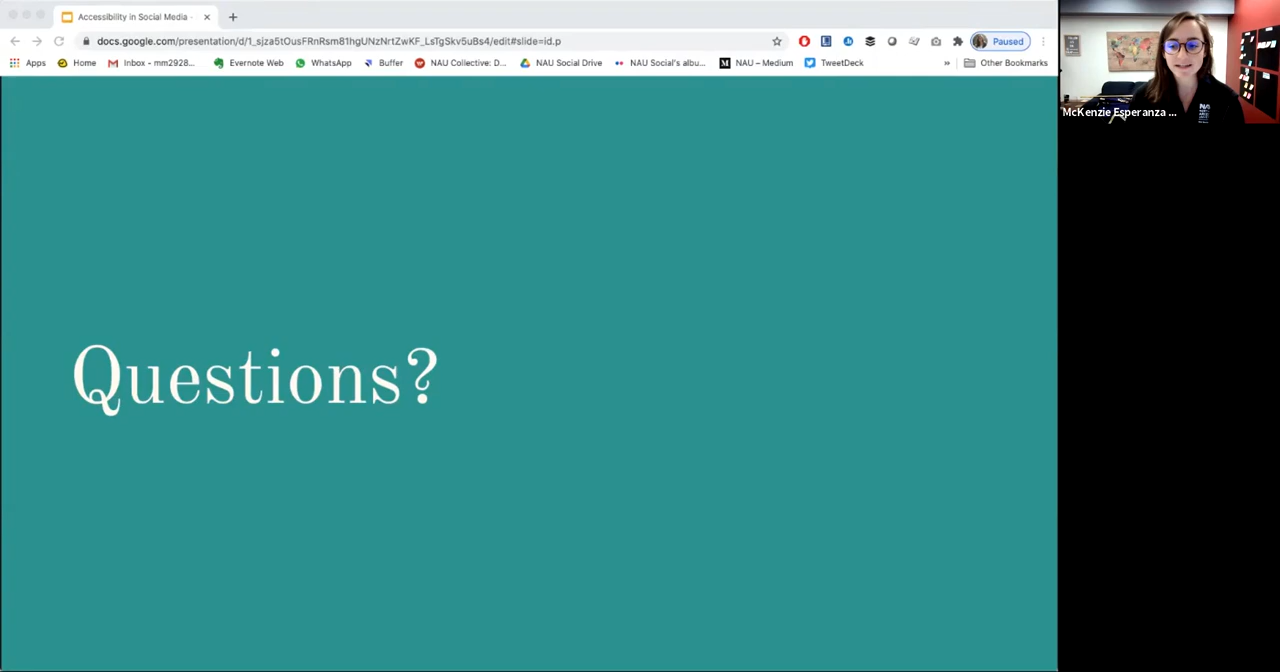 Accessibility in Social Media -
docs.google.com/presentation/d/1_sjza5tOusFRnRsm81hgUNzNrtZwKF_LsTgSkv5uBs4/edit#slide=id.p
Paused
Apps Home Inbox - mm2928... Evernote Web WhatsApp Buffer NAU Collective: D... NAU Social Drive NAU Social's albu... NAU – Medium TweetDeck » Other Bookmarks
McKenzie Esperanza ...
NAU
Questions?